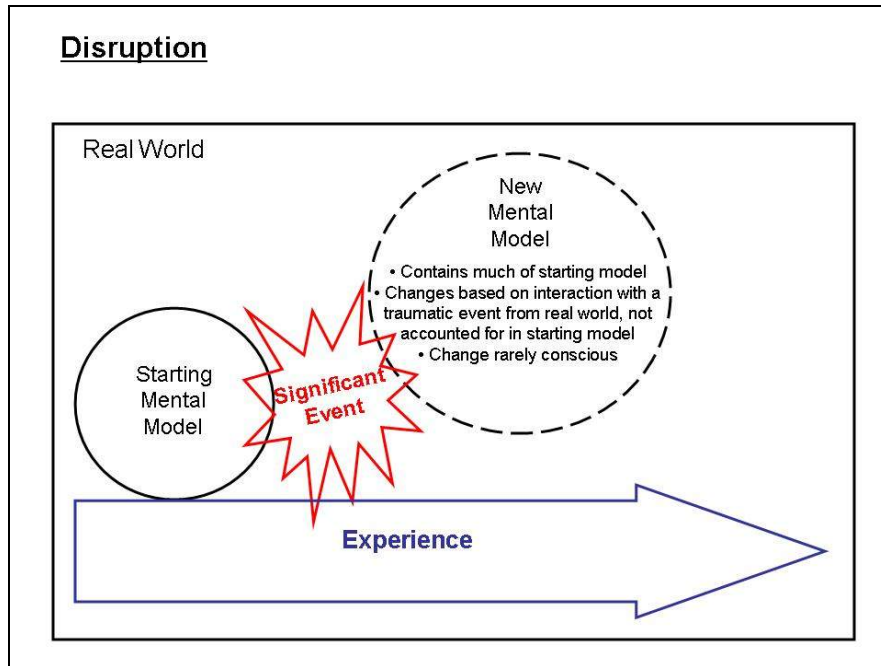 Disruption
Real World
New
Mental
Model
• Contains much of starting model
• Changes based on interaction with a
traumatic event from real world, not
accounted for in starting model
• Change rarely conscious
Starting
Mental
Model
Significant
Event
Experience